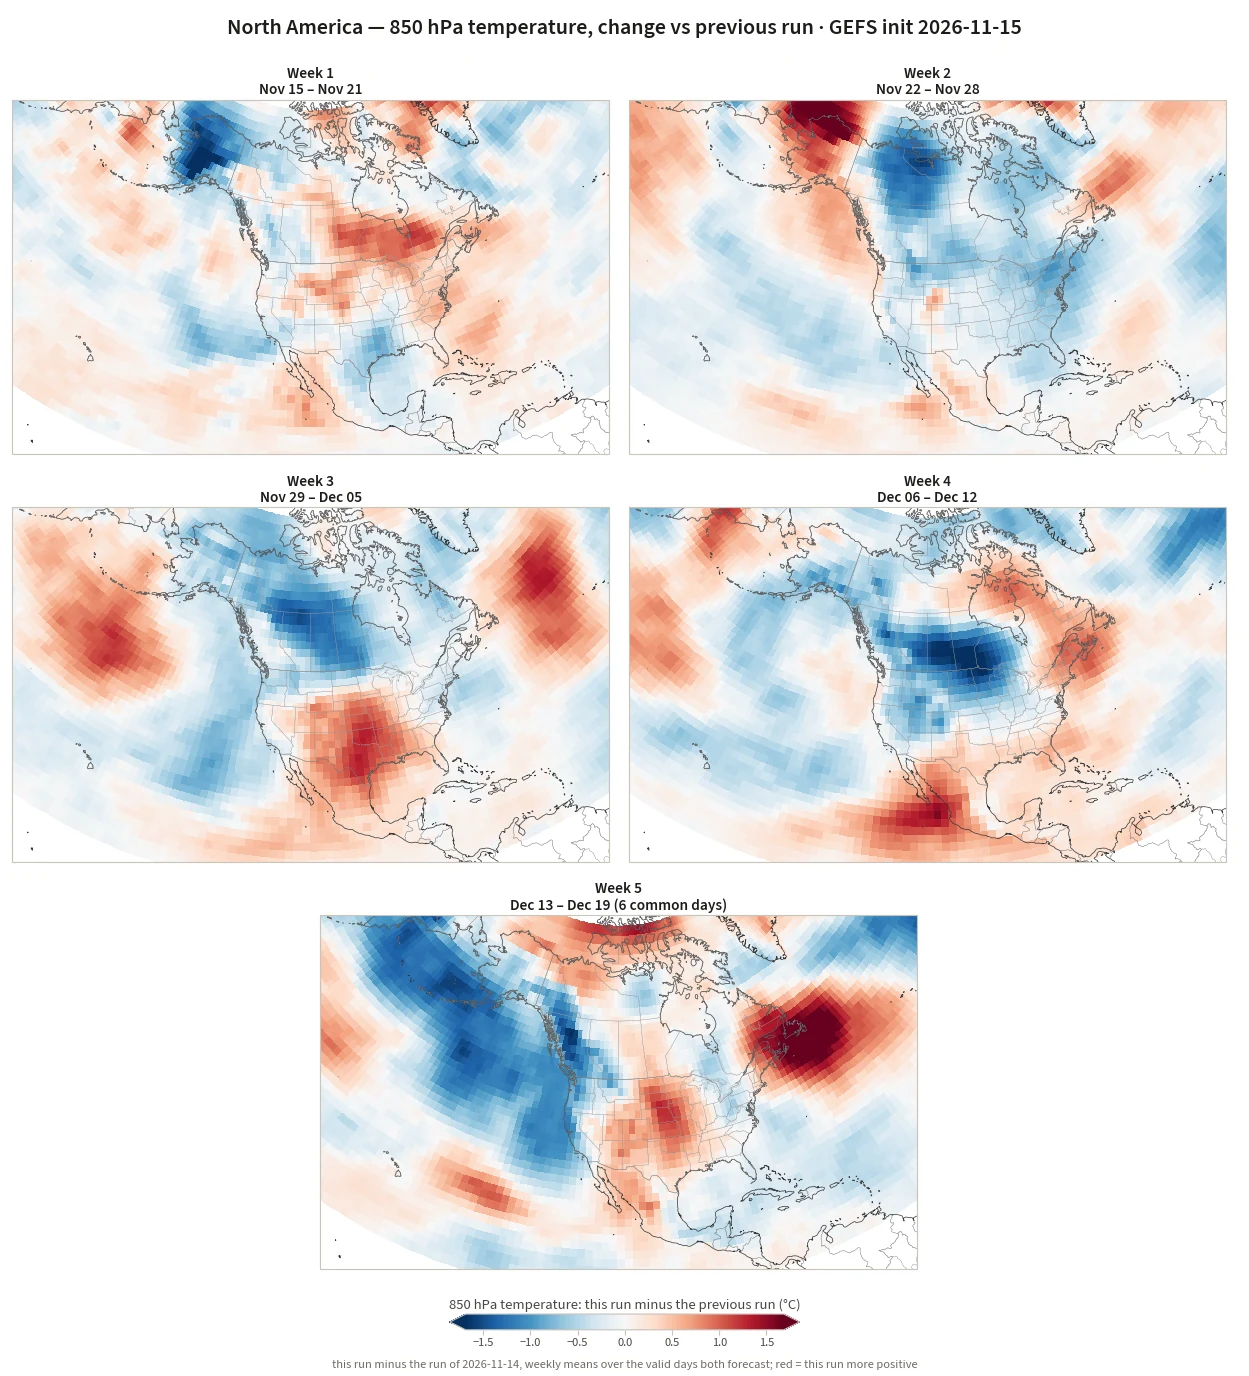 North America — 850 hPa temperature, change vs previous run · GEFS init 2026-11-15
Week 1
Nov 15 – Nov 21
Week 2
Nov 22 – Nov 28
Week 3
Nov 29 – Dec 05
Week 4
Dec 06 – Dec 12
Week 5
Dec 13 – Dec 19 (6 common days)
850 hPa temperature: this run minus the previous run (°C)
−1.5 −1.0 −0.5 0.0 0.5 1.0 1.5
this run minus the run of 2026-11-14, weekly means over the valid days both forecast; red = this run more positive